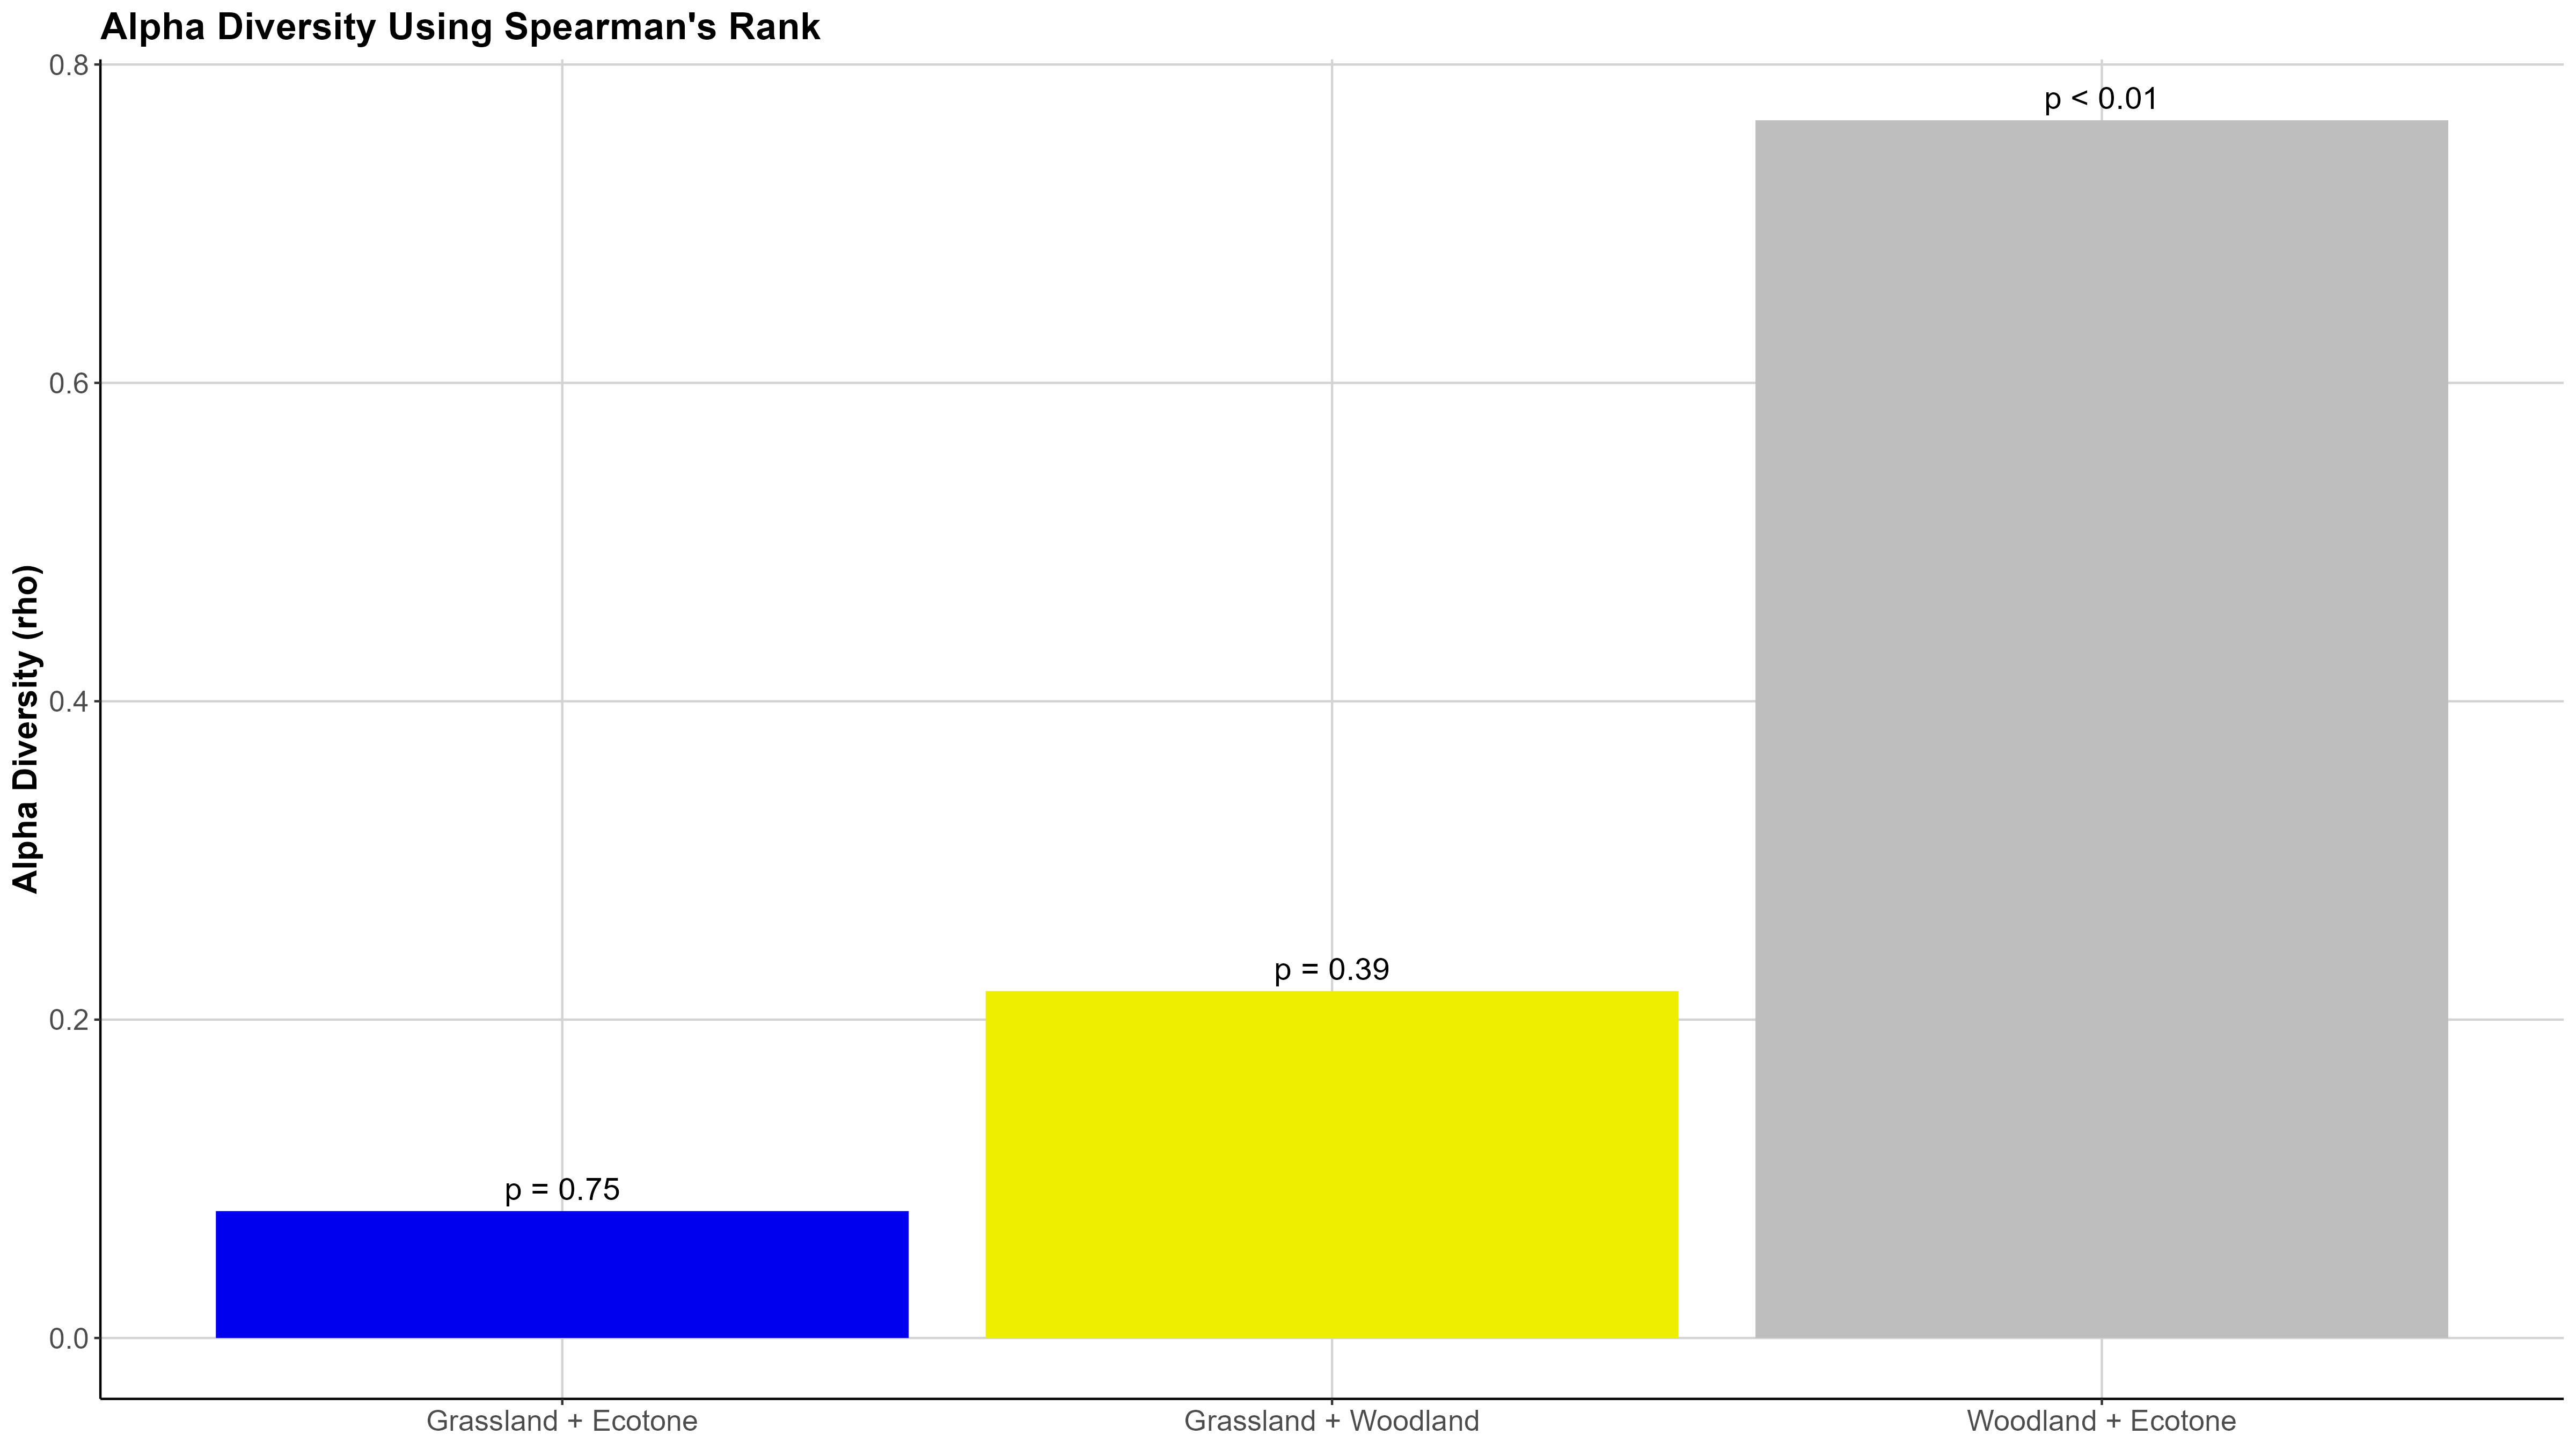 Alpha Diversity Using Spearman's Rank
Alpha Diversity (rho)
0.8
0.6
0.4
0.2
0.0
p = 0.75
p = 0.39
p < 0.01
Grassland + Ecotone
Grassland + Woodland
Woodland + Ecotone